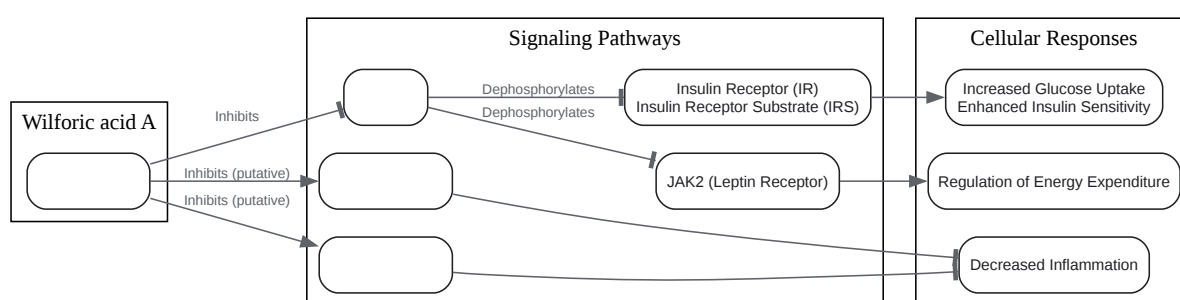 Wilforic acid A
Inhibits
Inhibits (putative)
Inhibits (putative)
Signaling Pathways
Dephosphorylates
Dephosphorylates
Insulin Receptor (IR)
Insulin Receptor Substrate (IRS)
JAK2 (Leptin Receptor)
Cellular Responses
Increased Glucose Uptake
Enhanced Insulin Sensitivity
Regulation of Energy Expenditure
Decreased Inflammation